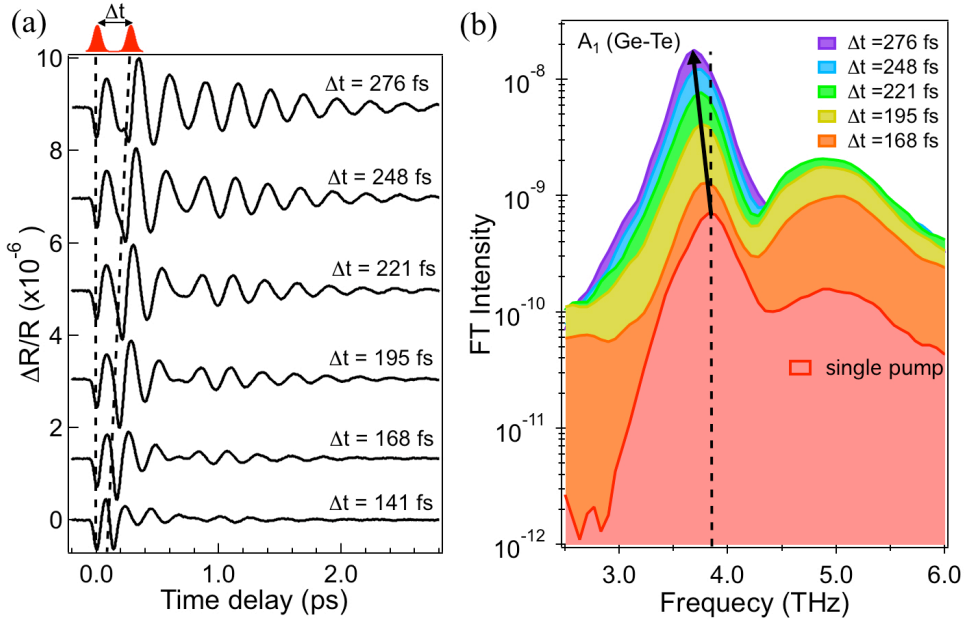 (a)
Δt
ΔR/R (x10⁻⁶)
10
8
6
4
2
0
Δt = 276 fs
Δt = 248 fs
Δt = 221 fs
Δt = 195 fs
Δt = 168 fs
Δt = 141 fs
0.0 1.0 2.0
Time delay (ps)
(b)
A₁ (Ge-Te)
Δt =276 fs
Δt =248 fs
Δt =221 fs
Δt =195 fs
Δt =168 fs
single pump
FT Intensity
10⁻⁸
10⁻⁹
10⁻¹⁰
10⁻¹¹
10⁻¹²
3.0 4.0 5.0 6.0
Frequecy (THz)